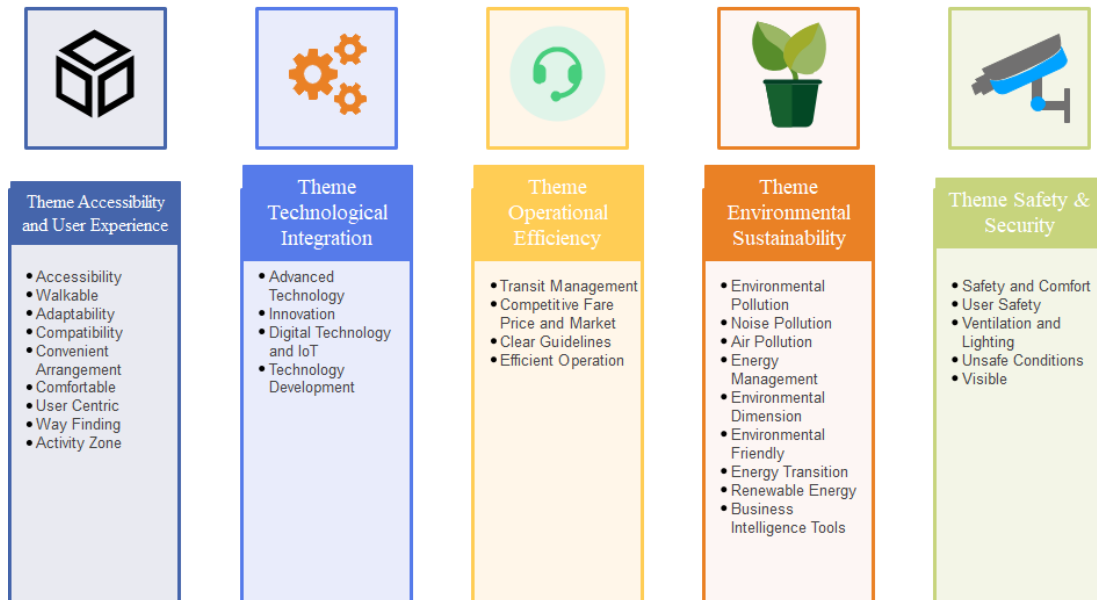 Theme Accessibility
and User Experience
• Accessibility
• Walkable
• Adaptability
• Compatibility
• Convenient
Arrangement
• Comfortable
• User Centric
• Way Finding
• Activity Zone
Theme
Technological
Integration
• Advanced
Technology
• Innovation
• Digital Technology
and IoT
• Technology
Development
Theme
Operational
Efficiency
• Transit Management
• Competitive Fare
Price and Market
• Clear Guidelines
• Efficient Operation
Theme
Environmental
Sustainability
• Environmental
Pollution
• Noise Pollution
• Air Pollution
• Energy
Management
• Environmental
Dimension
• Environmental
Friendly
• Energy Transition
• Renewable Energy
• Business
Intelligence Tools
Theme Safety &
Security
• Safety and Comfort
• User Safety
• Ventilation and
Lighting
• Unsafe Conditions
• Visible